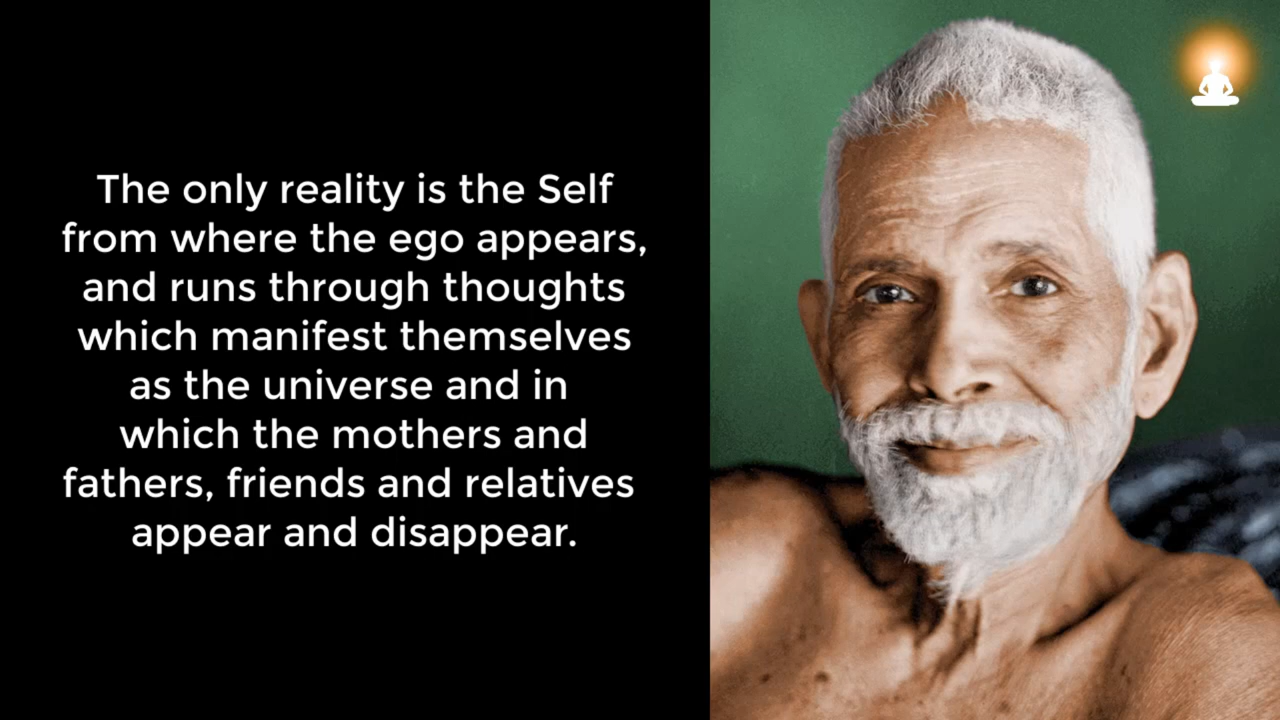 The only reality is the Self
from where the ego appears,
and runs through thoughts
which manifest themselves
as the universe and in
which the mothers and
fathers, friends and relatives
appear and disappear.